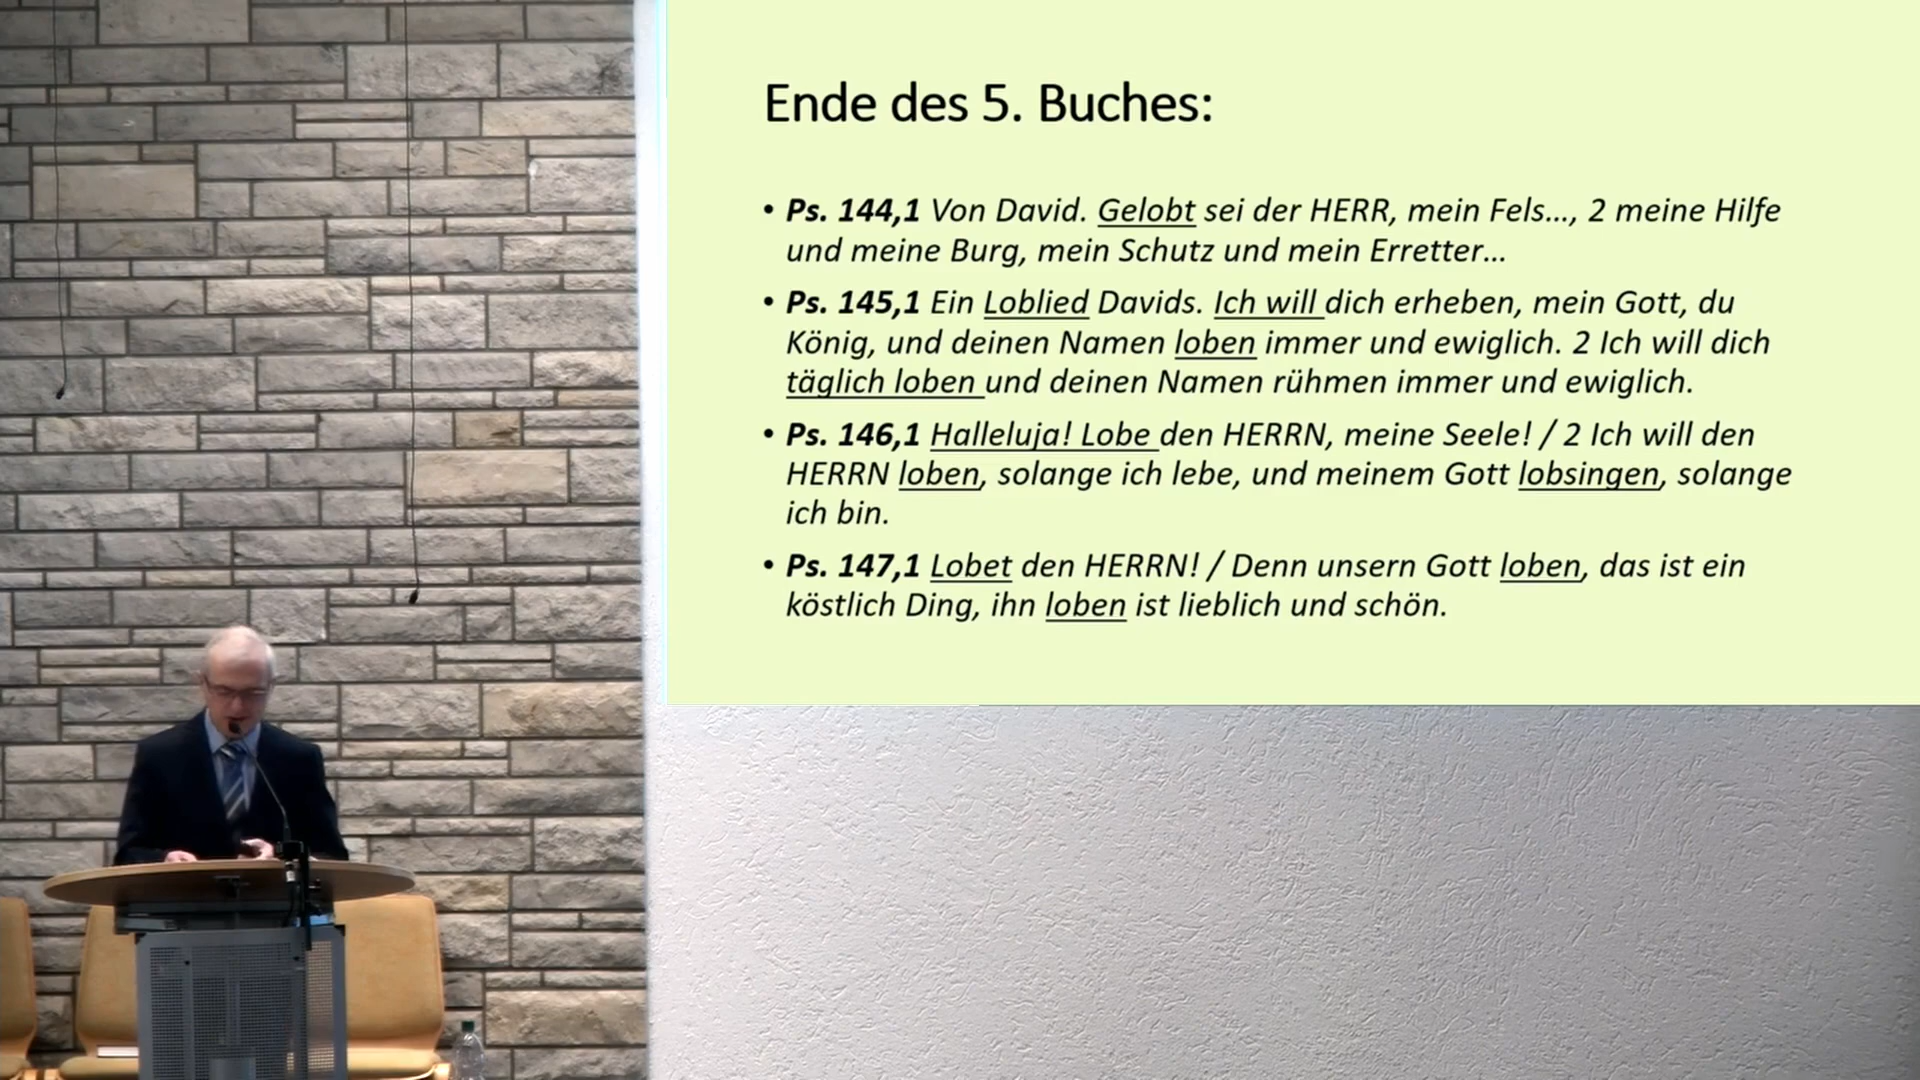 Ende des 5. Buches:
• Ps. 144,1 Von David. Gelobt sei der HERR, mein Fels…, 2 meine Hilfe
und meine Burg, mein Schutz und mein Erretter…
• Ps. 145,1 Ein Loblied Davids. Ich will dich erheben, mein Gott, du
König, und deinen Namen loben immer und ewiglich. 2 Ich will dich
täglich loben und deinen Namen rühmen immer und ewiglich.
• Ps. 146,1 Halleluja! Lobe den HERRN, meine Seele! / 2 Ich will den
HERRN loben, solange ich lebe, und meinem Gott lobsingen, solange
ich bin.
• Ps. 147,1 Lobet den HERRN! / Denn unsern Gott loben, das ist ein
köstlich Ding, ihn loben ist lieblich und schön.